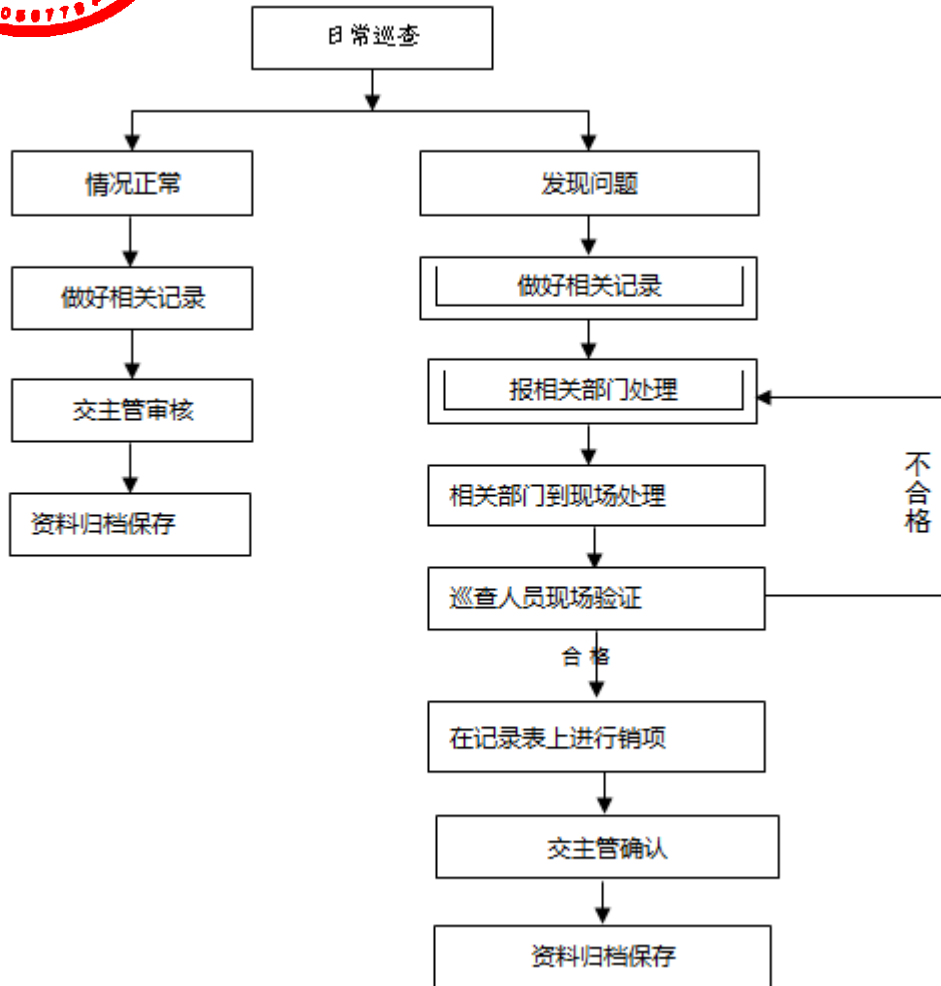 日常巡查
情况正常
发现问题
做好相关记录
做好相关记录
交主管审核
报相关部门处理
资料归档保存
相关部门到现场处理
不合格
巡查人员现场验证
合格
在记录表上进行销项
交主管确认
资料归档保存